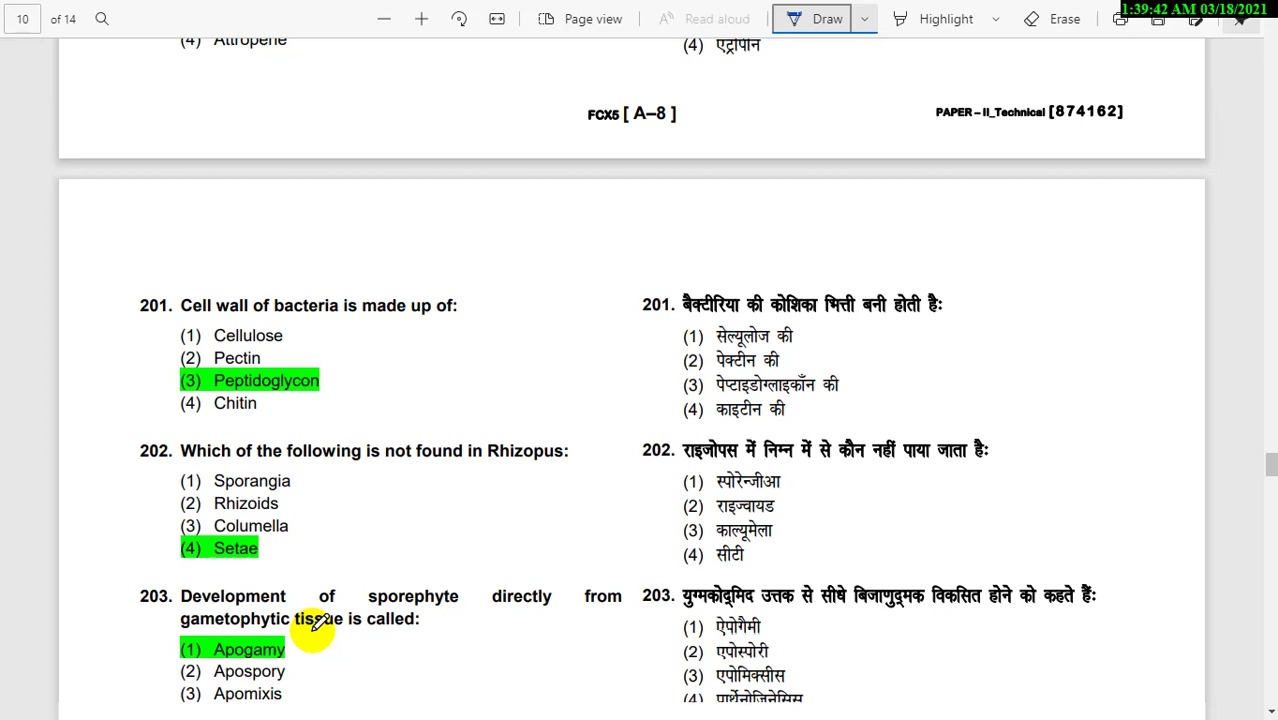 10 of 14
Page view
Read aloud
Draw
Highlight
Erase
1:39:42 AM 03/18/2021
(4) Attropene
(4) एट्रोपीन
FCX5 [ A–8 ]
PAPER – II_Technical [874162]
201. Cell wall of bacteria is made up of:
(1) Cellulose
(2) Pectin
(3) Peptidoglycon
(4) Chitin
202. Which of the following is not found in Rhizopus:
(1) Sporangia
(2) Rhizoids
(3) Columella
(4) Setae
203. Development of sporephyte directly from
gametophytic tissue is called:
(1) Apogamy
(2) Apospory
(3) Apomixis
201. बैक्टीरिया की कोशिका भित्ती बनी होती है:
(1) सेल्यूलोज की
(2) पेक्टीन की
(3) पेप्टाइडोग्लाइकॉंन की
(4) काइटीन की
202. राइजोपस में निम्न में से कौन नहीं पाया जाता है:
(1) स्पोरेन्जीआ
(2) राइज्वायड
(3) काल्यूमेला
(4) सीटी
203. युग्मकोद्‌मिद उत्तक से सीधे बिजाणुद्‌मक विकसित होने को कहते हैं:
(1) ऐपोगैमी
(2) एपोस्पोरी
(3) एपोमिक्सीस
(4) पार्थेनोजिनेसिस